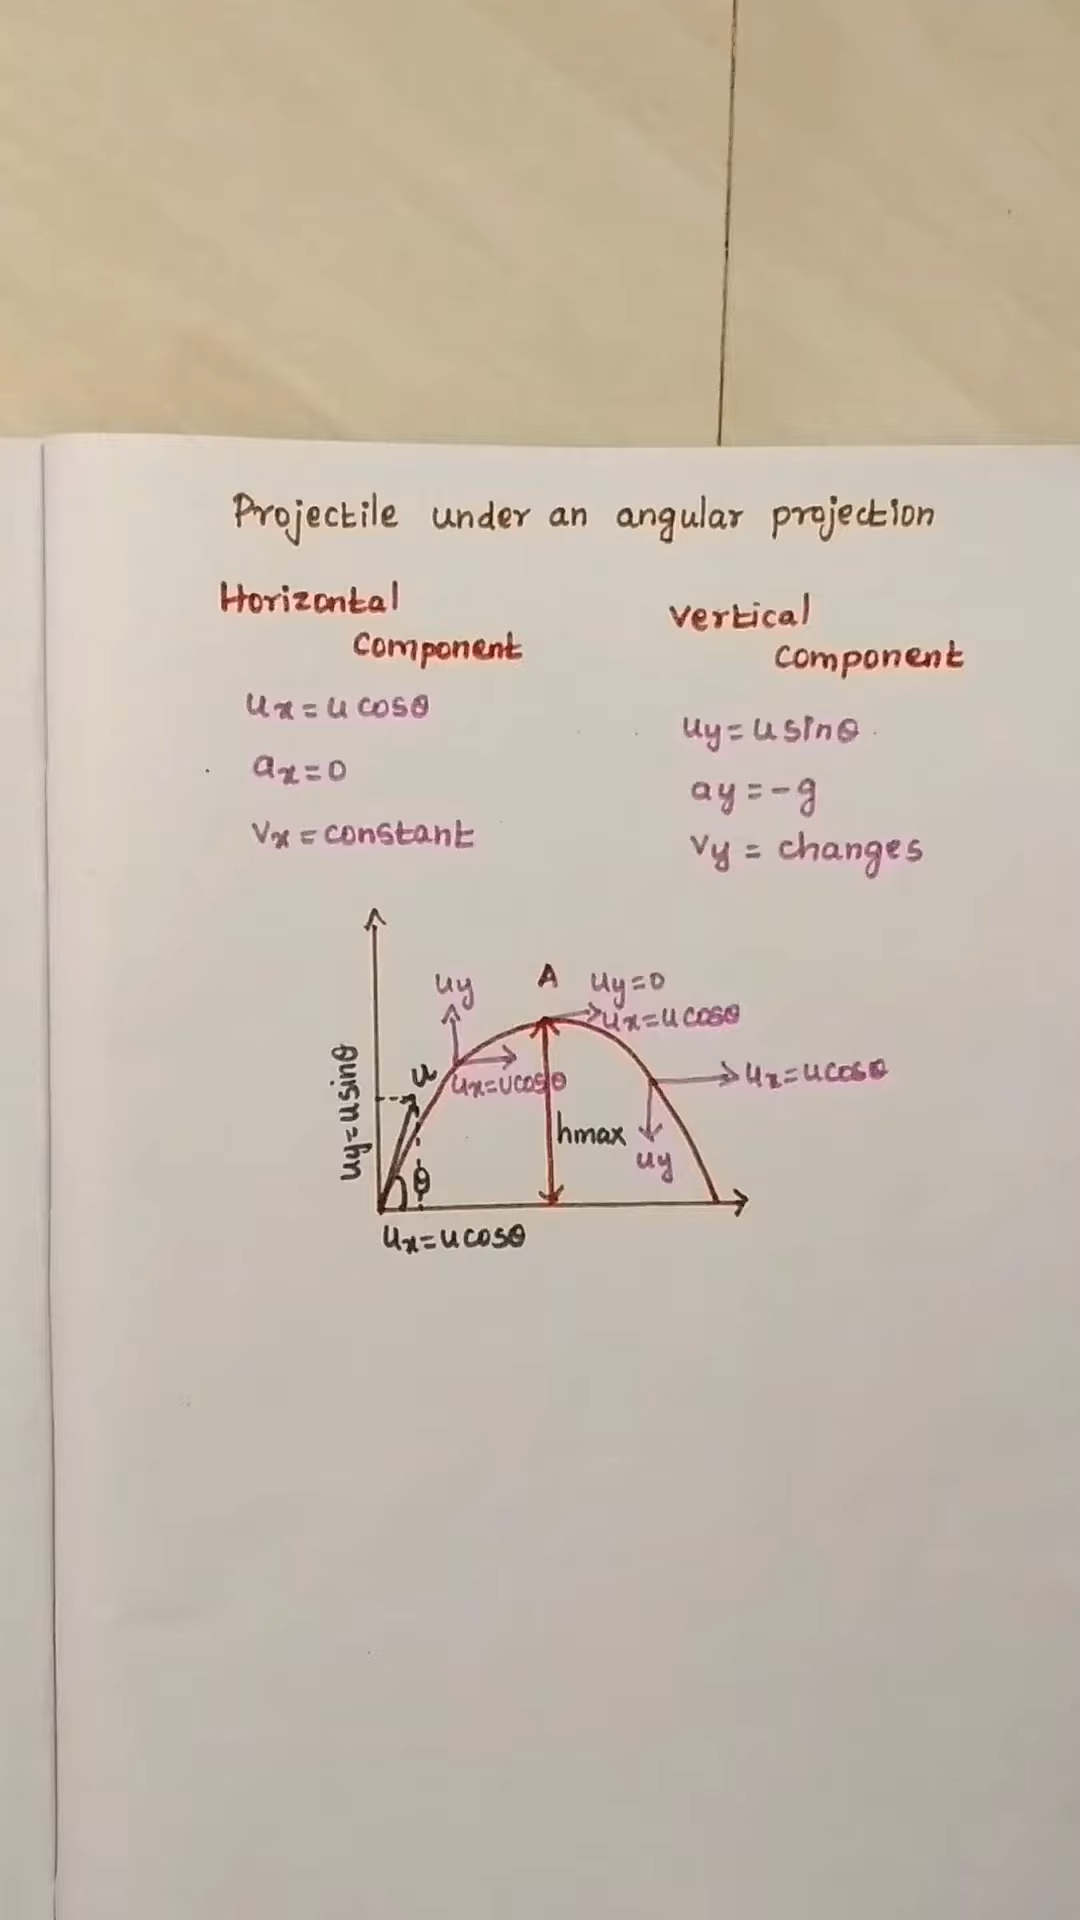 Projectile under an angular projection
Horizontal
component
ux = u cosθ
ax = 0
vx = constant
vertical
component
uy = u sinθ
ay = -g
vy = changes
uy
A
uy=0
ux=ucosθ
u
ux=ucosθ
ux=ucosθ
uy=usinθ
hmax
uy
θ
ux=ucosθ